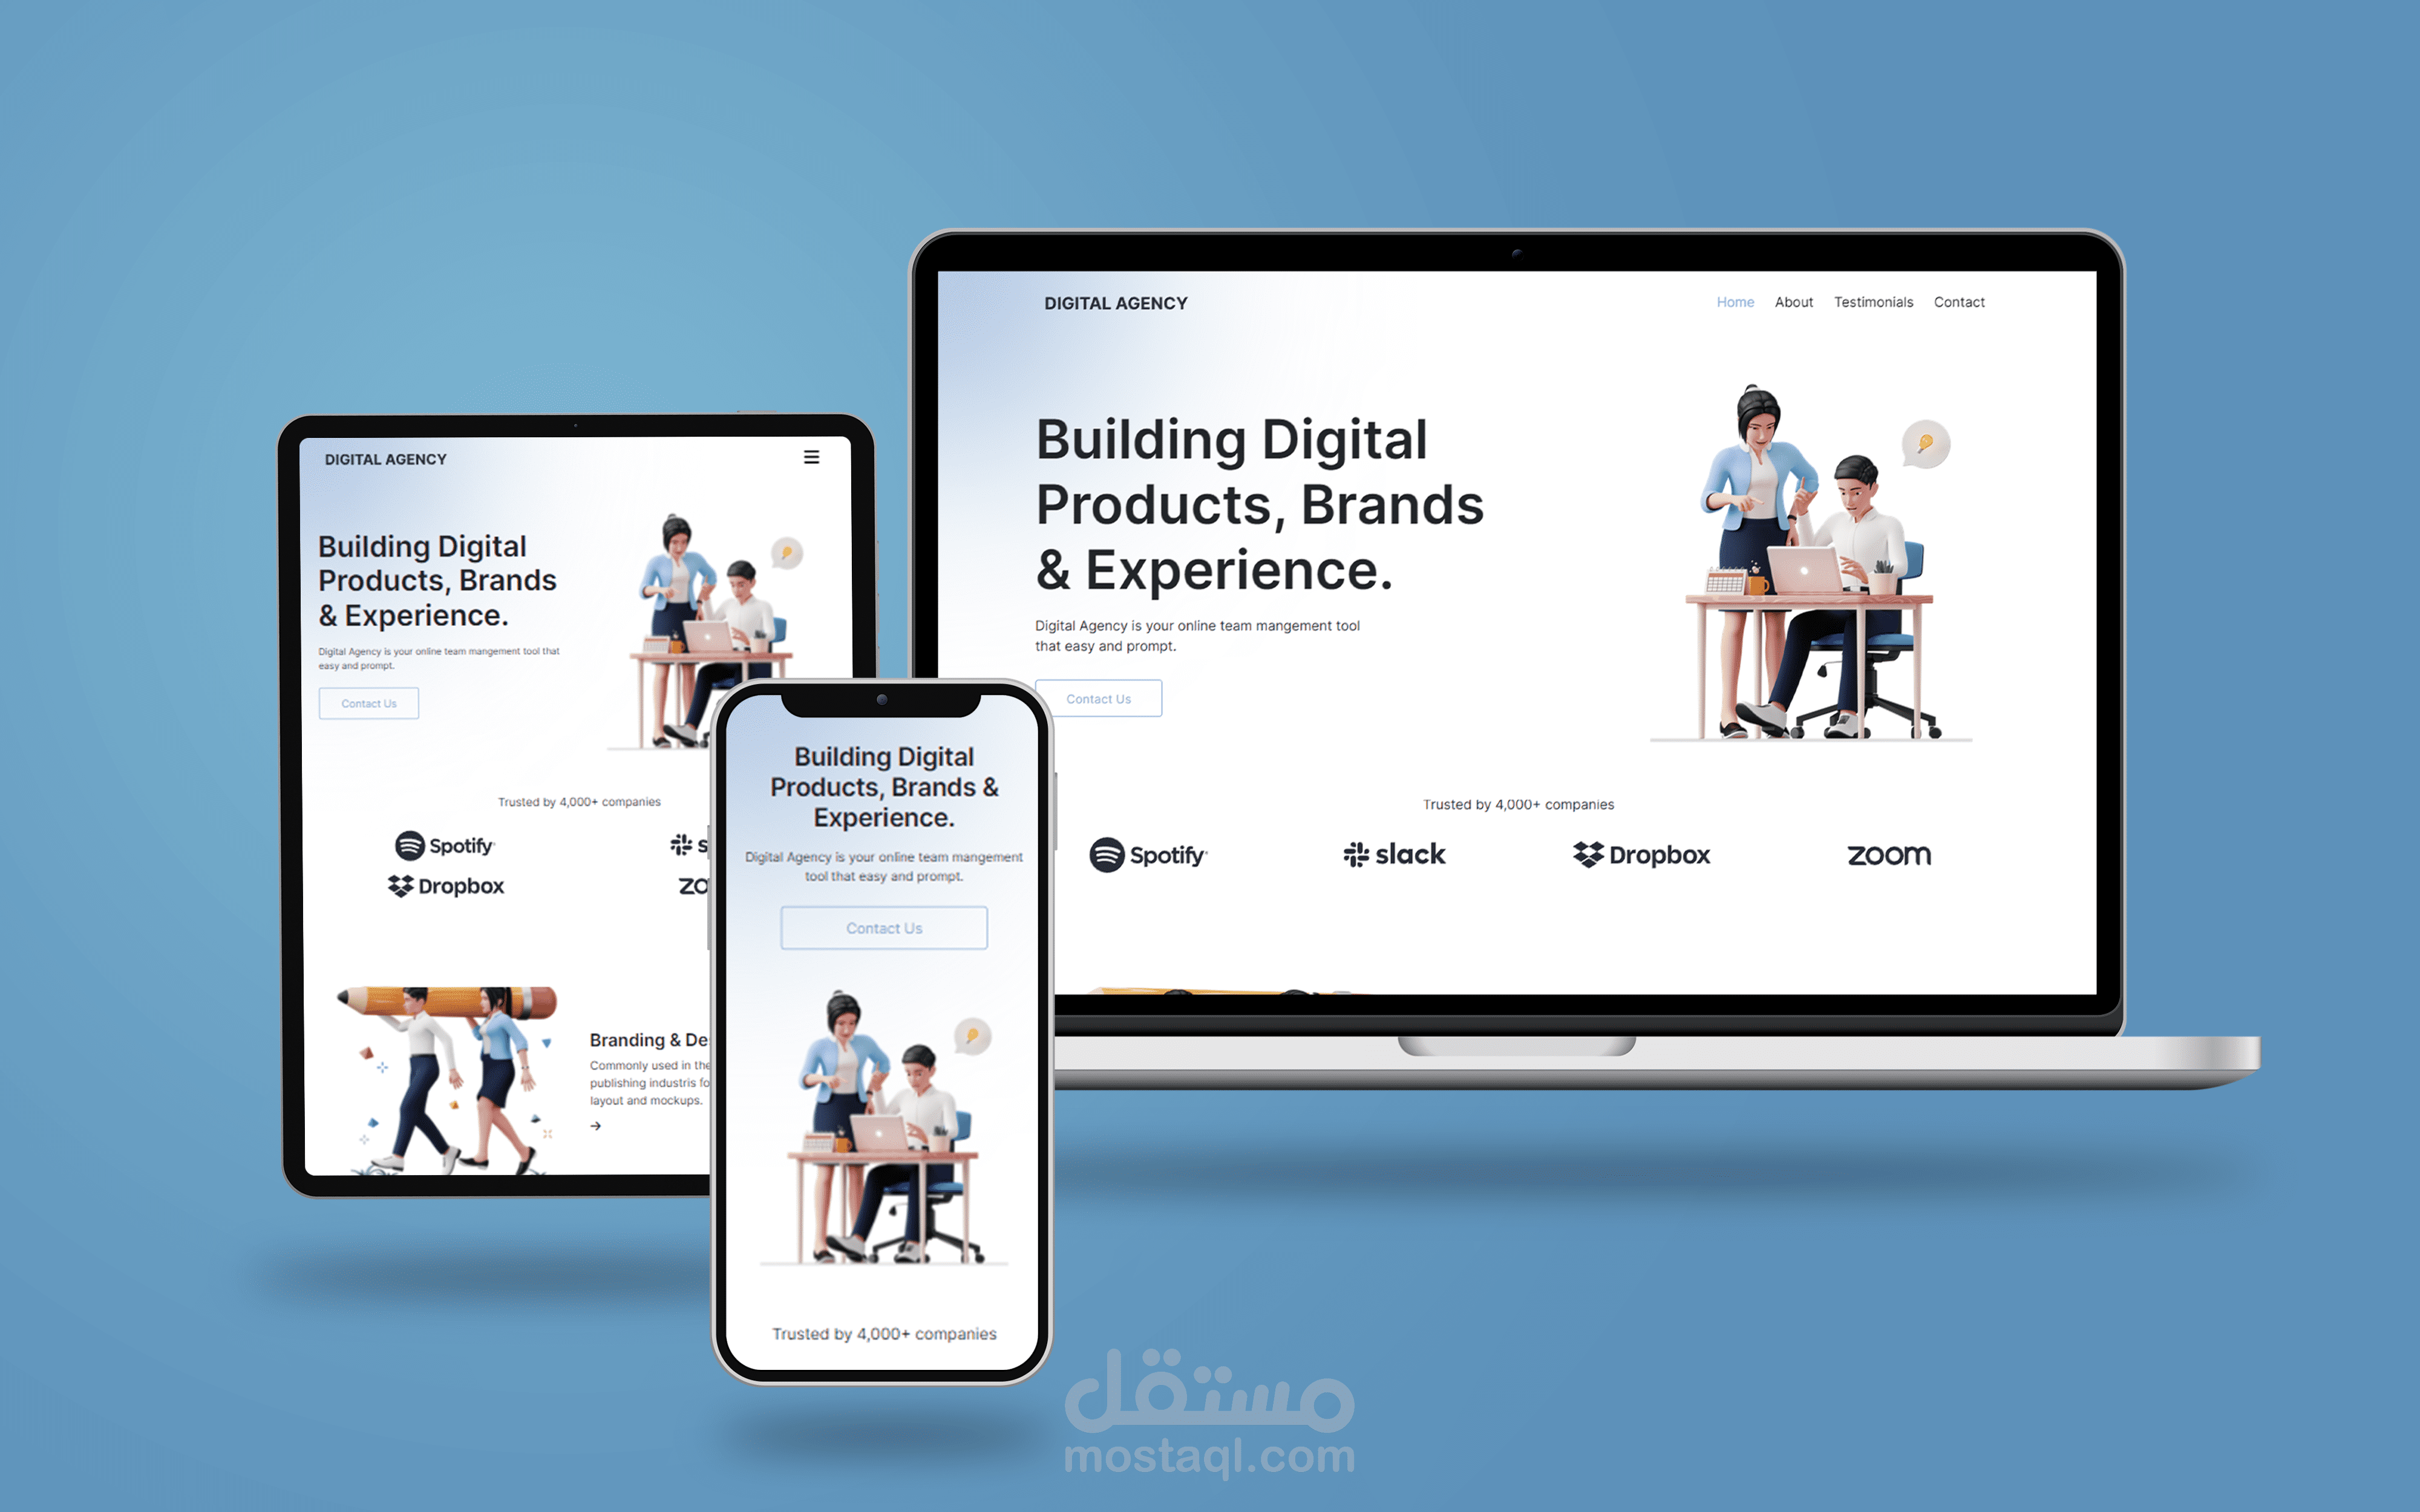 DIGITAL AGENCY
Home About Testimonials Contact
Building Digital
Products, Brands
& Experience.
Digital Agency is your online team mangement tool
that easy and prompt.
Contact Us
Trusted by 4,000+ companies
Spotify
slack
Dropbox
zoom
DIGITAL AGENCY
Building Digital
Products, Brands
& Experience.
Digital Agency is your online team mangement tool that
easy and prompt.
Contact Us
Trusted by 4,000+ companies
Spotify
s
Dropbox
zo
Branding & De
Commonly used in the
publishing industris fo
layout and mockups.
Building Digital
Products, Brands &
Experience.
Digital Agency is your online team mangement
tool that easy and prompt.
Contact Us
Trusted by 4,000+ companies
مستقل
mostaql.com